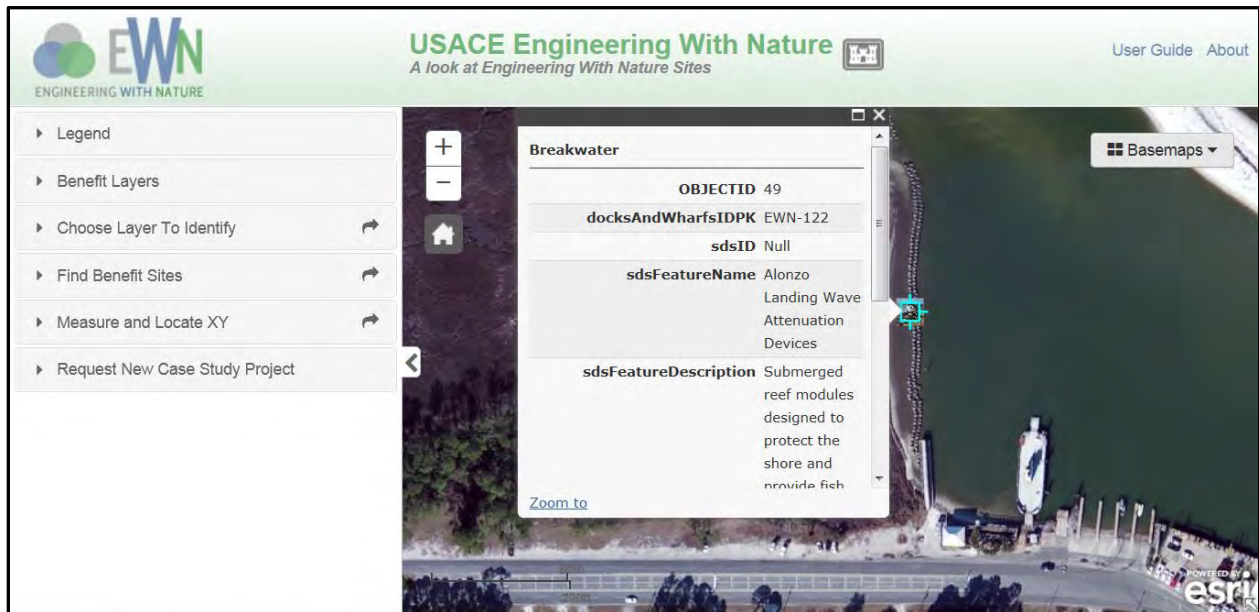 EWN
ENGINEERING WITH NATURE
USACE Engineering With Nature
A look at Engineering With Nature Sites
User Guide About
Legend
Benefit Layers
Choose Layer To Identify
Find Benefit Sites
Measure and Locate XY
Request New Case Study Project
+
−
Basemaps
Breakwater
OBJECTID 49
docksAndWharfsIDPK EWN-122
sdsID Null
sdsFeatureName Alonzo
Landing Wave
Attenuation
Devices
sdsFeatureDescription Submerged
reef modules
designed to
protect the
shore and
provide fish
Zoom to
POWERED BY
esri